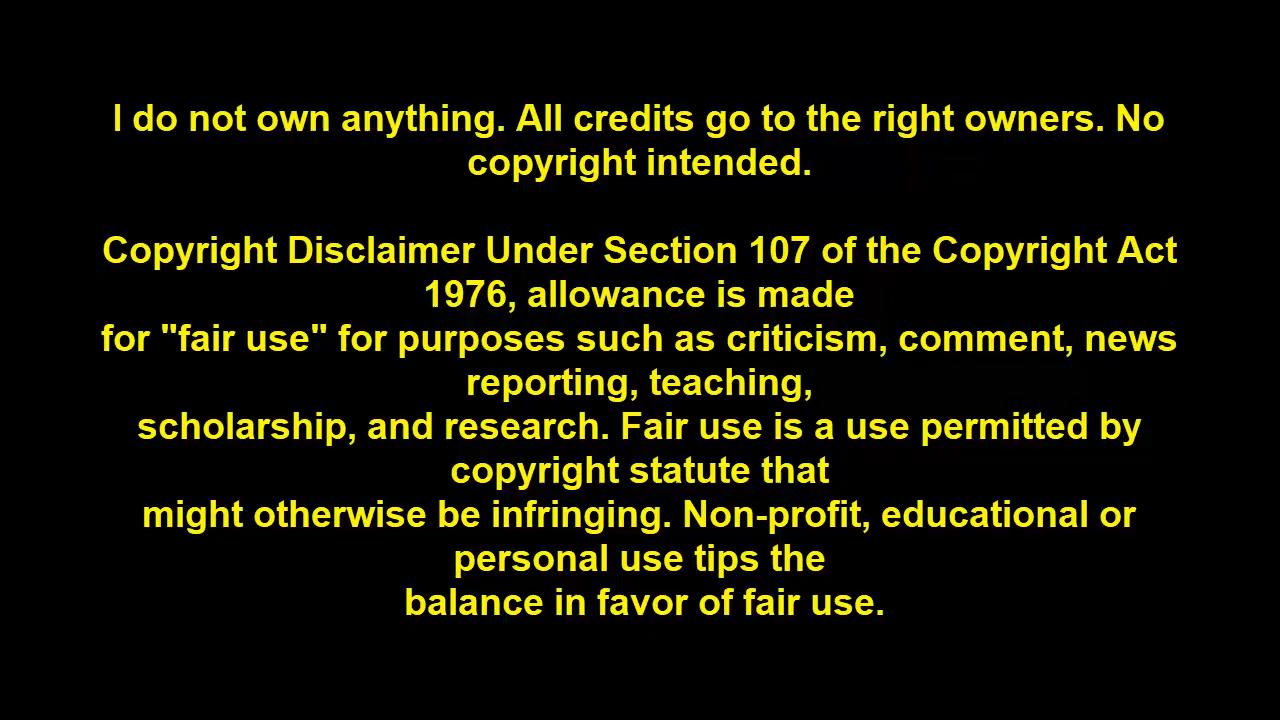 I do not own anything. All credits go to the right owners. No
copyright intended.
Copyright Disclaimer Under Section 107 of the Copyright Act
1976, allowance is made
for "fair use" for purposes such as criticism, comment, news
reporting, teaching,
scholarship, and research. Fair use is a use permitted by
copyright statute that
might otherwise be infringing. Non-profit, educational or
personal use tips the
balance in favor of fair use.